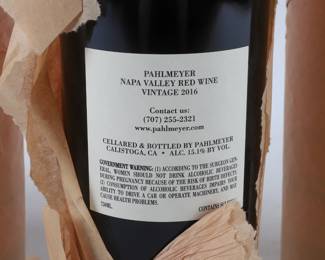 PAHLMEYER
NAPA VALLEY RED WINE
VINTAGE 2016
Contact us:
(707) 255-2321
www.pahlmeyer.com
CELLARED & BOTTLED BY PAHLMEYER
CALISTOGA, CA • ALC. 15.1% BY VOL.
GOVERNMENT WARNING: (1) ACCORDING TO THE SURGEON GEN-
ERAL, WOMEN SHOULD NOT DRINK ALCOHOLIC BEVERAGES
DURING PREGNANCY BECAUSE OF THE RISK OF BIRTH DEFECTS.
(2) CONSUMPTION OF ALCOHOLIC BEVERAGES IMPAIRS YOUR
ABILITY TO DRIVE A CAR OR OPERATE MACHINERY, AND MAY
CAUSE HEALTH PROBLEMS.
750ML
CONTAINS